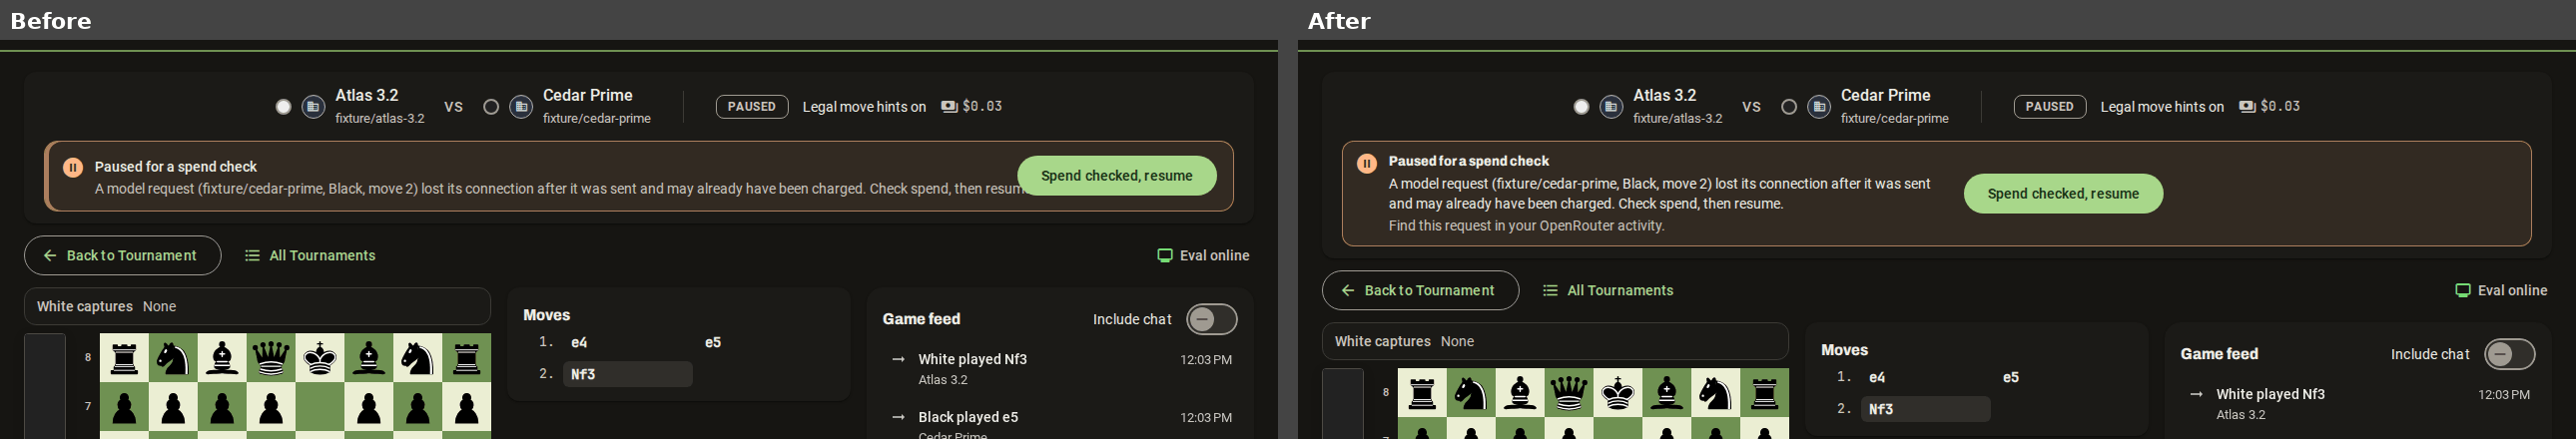 Before
Atlas 3.2
fixture/atlas-3.2
VS
Cedar Prime
fixture/cedar-prime
PAUSED
Legal move hints on
$0.03
Paused for a spend check
A model request (fixture/cedar-prime, Black, move 2) lost its connection after it was sent and may already have been charged. Check spend, then resum
Spend checked, resume
Back to Tournament
All Tournaments
Eval online
White captures None
8
7
Moves
1. e4 e5
2. Nf3
Game feed
Include chat
White played Nf3
12:03 PM
Atlas 3.2
Black played e5
12:03 PM
Cedar Prime
After
Atlas 3.2
fixture/atlas-3.2
VS
Cedar Prime
fixture/cedar-prime
PAUSED
Legal move hints on
$0.03
Paused for a spend check
A model request (fixture/cedar-prime, Black, move 2) lost its connection after it was sent
and may already have been charged. Check spend, then resume.
Find this request in your OpenRouter activity.
Spend checked, resume
Back to Tournament
All Tournaments
Eval online
White captures None
8
Moves
1. e4 e5
2. Nf3
Game feed
Include chat
White played Nf3
12:03 PM
Atlas 3.2